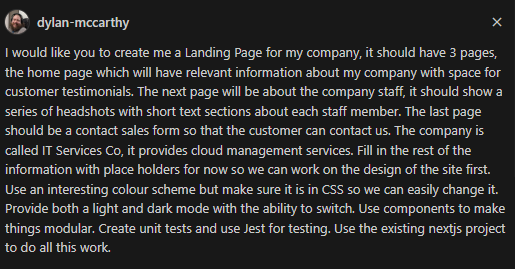 dylan-mccarthy
I would like you to create me a Landing Page for my company, it should have 3 pages,
the home page which will have relevant information about my company with space for
customer testimonials. The next page will be about the company staff, it should show a
series of headshots with short text sections about each staff member. The last page
should be a contact sales form so that the customer can contact us. The company is
called IT Services Co, it provides cloud management services. Fill in the rest of the
information with place holders for now so we can work on the design of the site first.
Use an interesting colour scheme but make sure it is in CSS so we can easily change it.
Provide both a light and dark mode with the ability to switch. Use components to make
things modular. Create unit tests and use Jest for testing. Use the existing nextjs project
to do all this work.